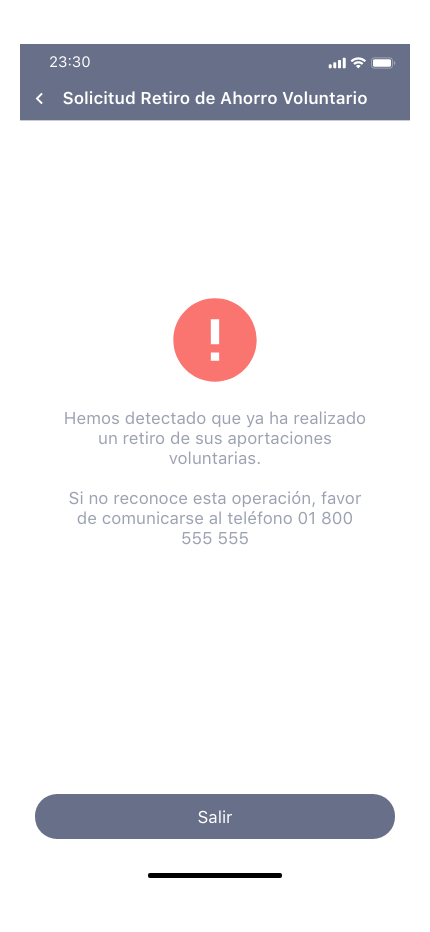 23:30
Solicitud Retiro de Ahorro Voluntario
Hemos detectado que ya ha realizado
un retiro de sus aportaciones
voluntarias.
Si no reconoce esta operación, favor
de comunicarse al teléfono 01 800
555 555
Salir